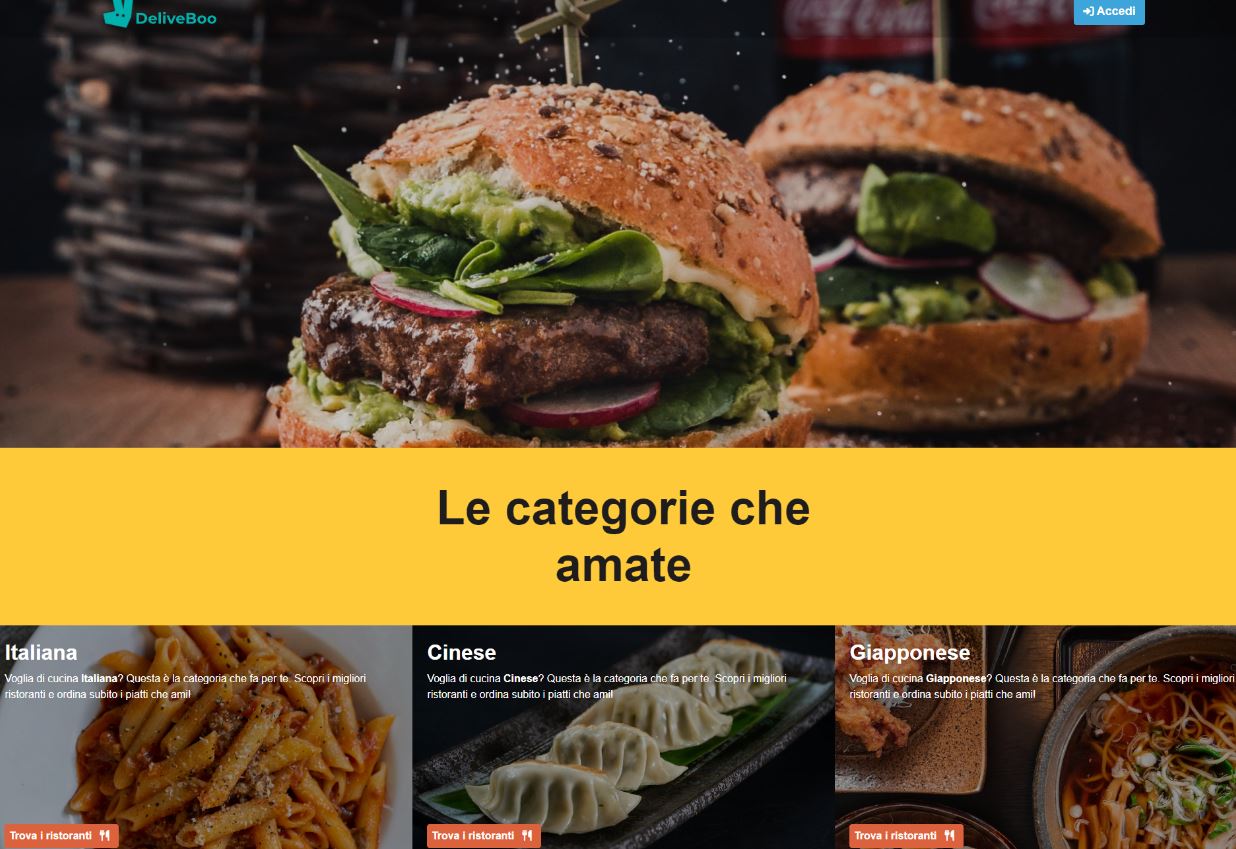 DeliveBoo
Accedi
Le categorie che
amate
Italiana
Voglia di cucina Italiana? Questa è la categoria che fa per te. Scopri i migliori
ristoranti e ordina subito i piatti che ami!
Trova i ristoranti
Cinese
Voglia di cucina Cinese? Questa è la categoria che fa per te. Scopri i migliori
ristoranti e ordina subito i piatti che ami!
Trova i ristoranti
Giapponese
Voglia di cucina Giapponese? Questa è la categoria che fa per te. Scopri i migliori
ristoranti e ordina subito i piatti che ami!
Trova i ristoranti